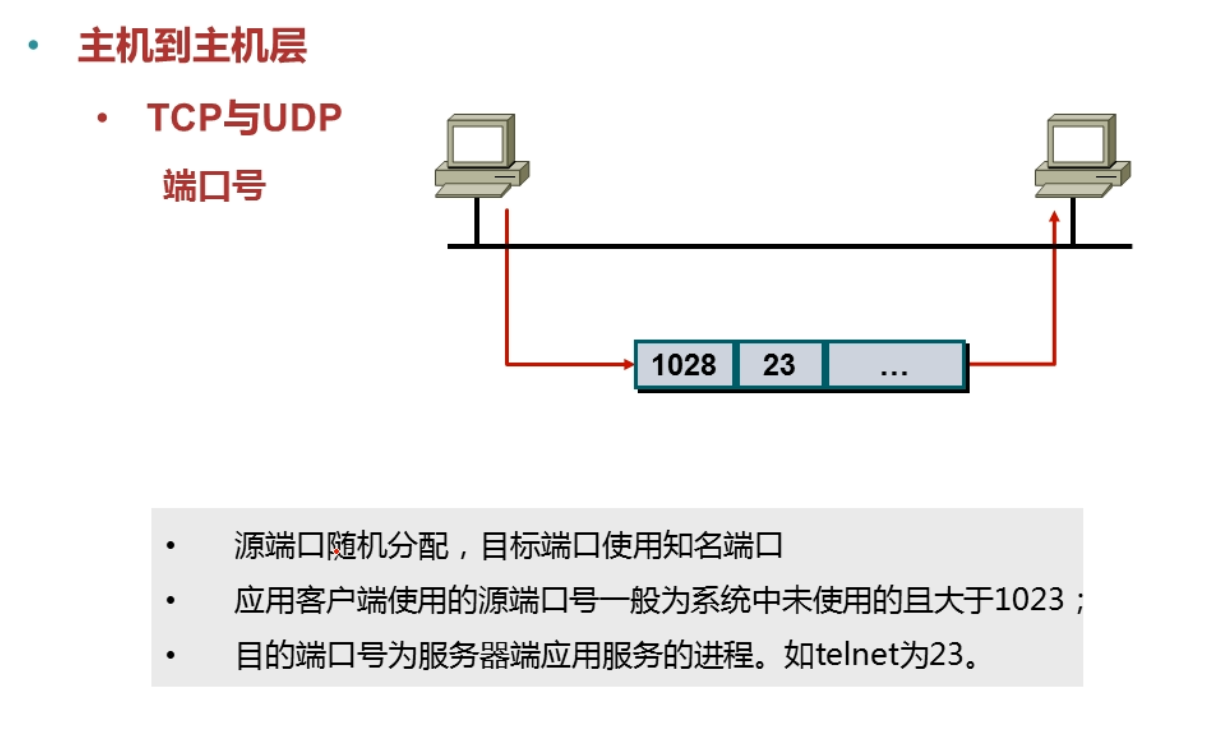 • 主机到主机层
• TCP与UDP
端口号
1028 23 …
• 源端口随机分配，目标端口使用知名端口
• 应用客户端使用的源端口号一般为系统中未使用的且大于1023；
• 目的端口号为服务器端应用服务的进程。如telnet为23。